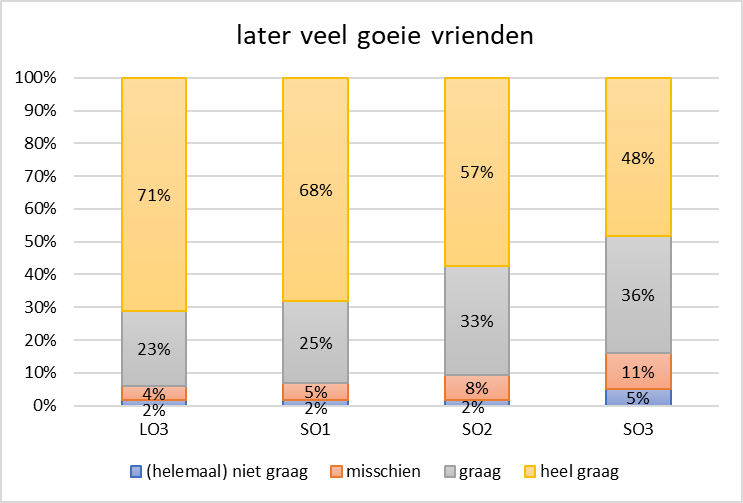 later veel goeie vrienden
100%
90%
80%
70%
60%
50%
40%
30%
20%
10%
0%
71% 68% 57% 48%
23% 25% 33% 36%
4% 5% 8% 11%
2% 2% 2% 5%
LO3 SO1 SO2 SO3
(helemaal) niet graag misschien graag heel graag